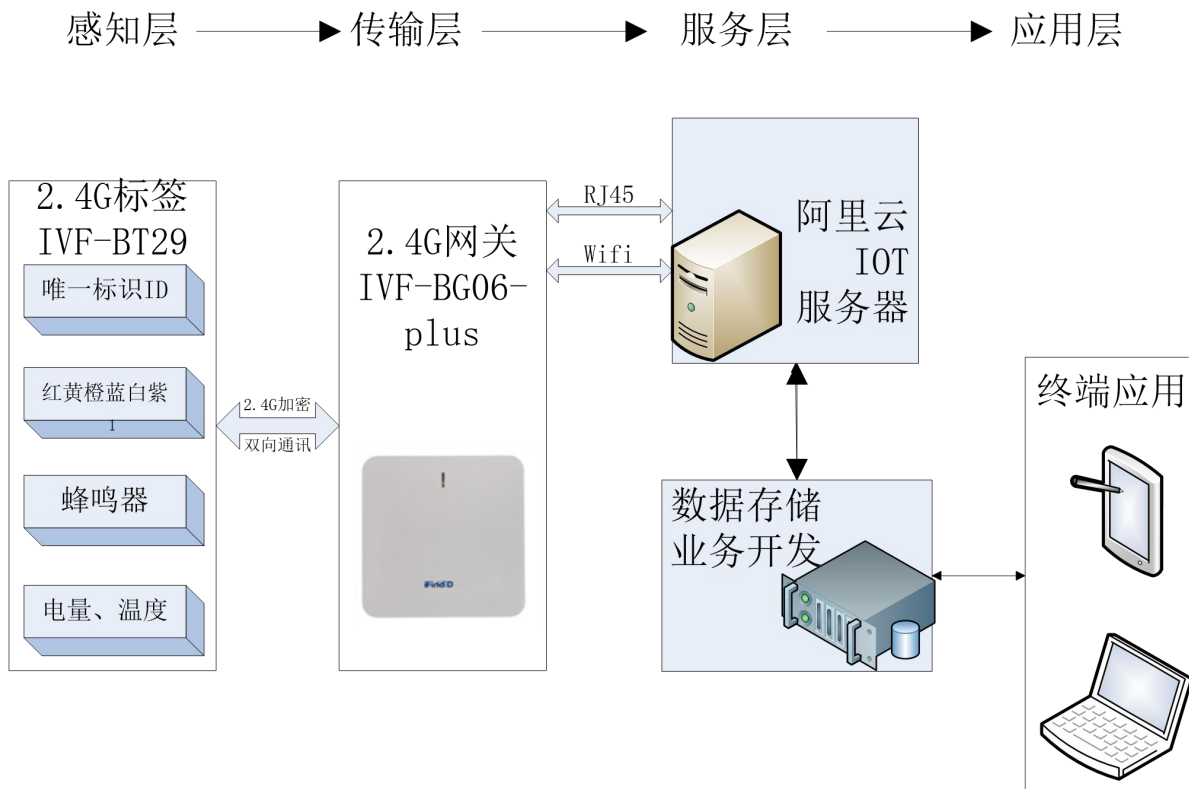 感知层
传输层
服务层
应用层
2.4G标签
IVF-BT29
唯一标识ID
红黄橙蓝白紫
1
蜂鸣器
电量、温度
2.4G加密
双向通讯
2.4G网关
IVF-BG06-
plus
iFind'D
RJ45
Wifi
阿里云
IOT
服务器
数据存储
业务开发
终端应用